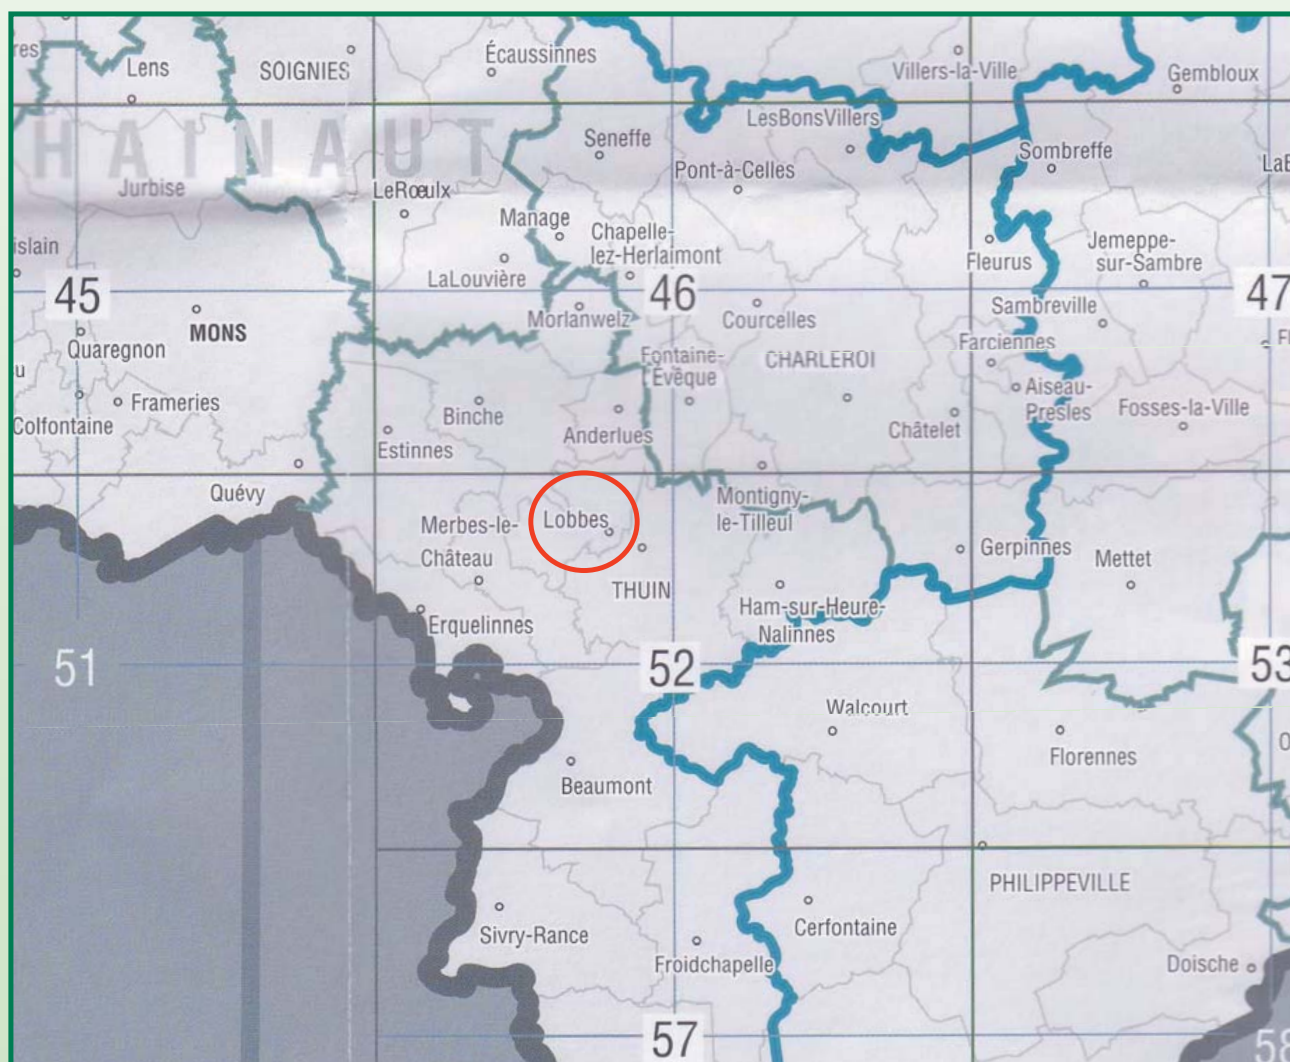 res
Lens
SOIGNIES
Écaussinnes
Villers-la-Ville
Gembloux
HAINAUT
LesBonsVillers
Seneffe
Sombreffe
Pont-à-Celles
Jurbise
LeRœulx
Manage
Chapelle-
lez-Herlaimont
Fleurus
Jemeppe-
sur-Sambre
islain
LaLouvière
45
46
47
Sambreville
Morlanwelz
Courcelles
MONS
Quaregnon
Farciennes
Fontaine-
Évêque
CHARLEROI
u
Frameries
Binche
Aiseau-
Presles
Fosses-la-Ville
Colfontaine
Estinnes
Anderlues
Châtelet
Quévy
Merbes-le-
Château
Lobbes
Montigny-
le-Tilleul
Gerpinnes
Mettet
THUIN
Ham-sur-Heure-
Nalinnes
Erquelinnes
51
52
53
Walcourt
Florennes
Beaumont
PHILIPPEVILLE
Sivry-Rance
Cerfontaine
Froidchapelle
Doische
57
58